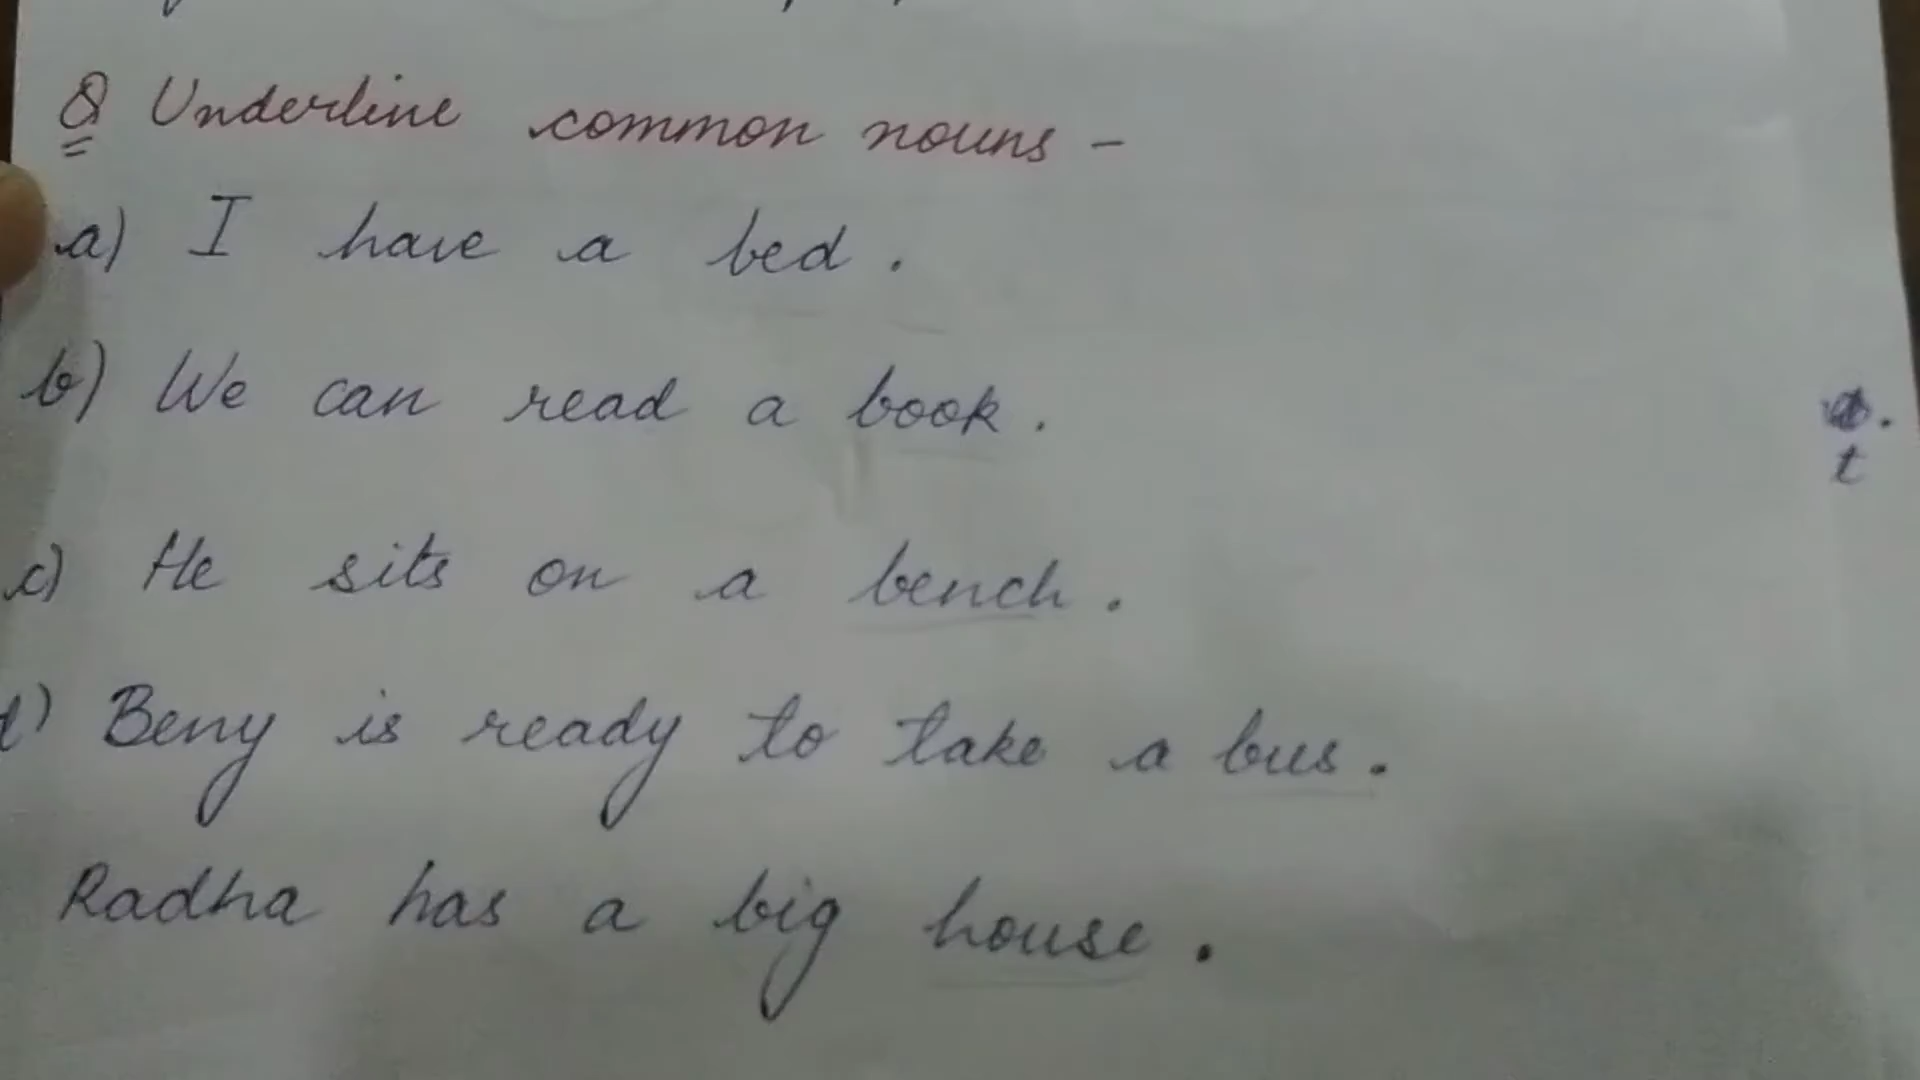 Q Underline common nouns -
a) I have a bed.
b) We can read a book.
c) He sits on a bench.
d) Beny is ready to take a bus.
Radha has a big house.
t